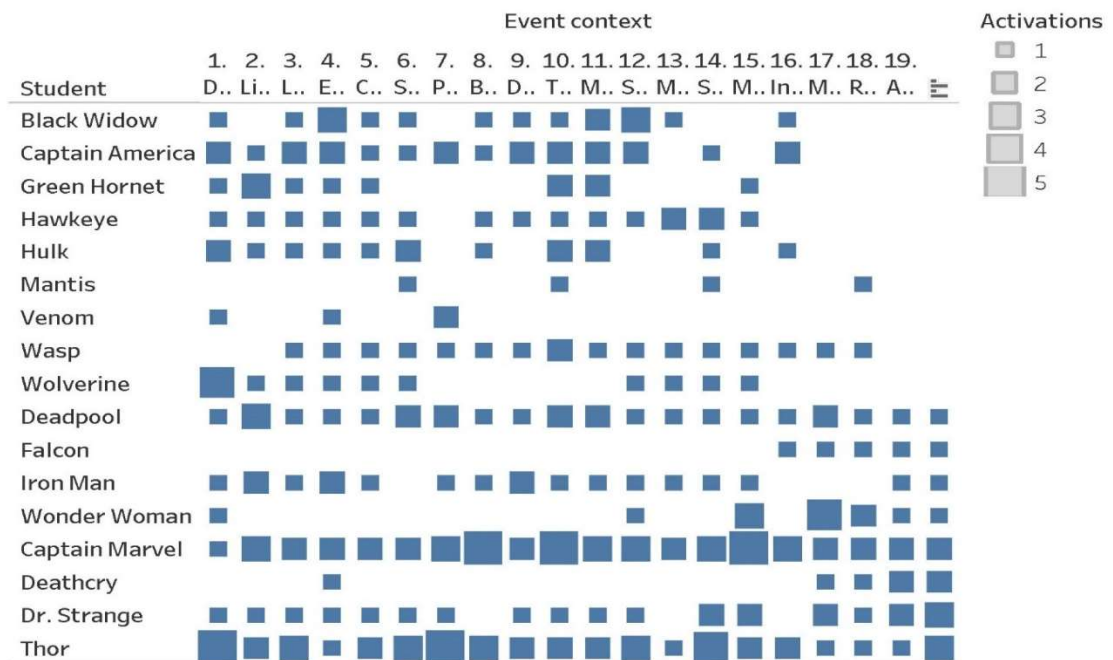 Event context
Activations
1. 2. 3. 4. 5. 6. 7. 8. 9. 10. 11. 12. 13. 14. 15. 16. 17. 18. 19.
Student D.. Li.. L.. E.. C.. S.. P.. B.. D.. T.. M.. S.. M.. S.. M.. In.. M.. R.. A..
1
2
3
4
5
Black Widow
Captain America
Green Hornet
Hawkeye
Hulk
Mantis
Venom
Wasp
Wolverine
Deadpool
Falcon
Iron Man
Wonder Woman
Captain Marvel
Deathcry
Dr. Strange
Thor